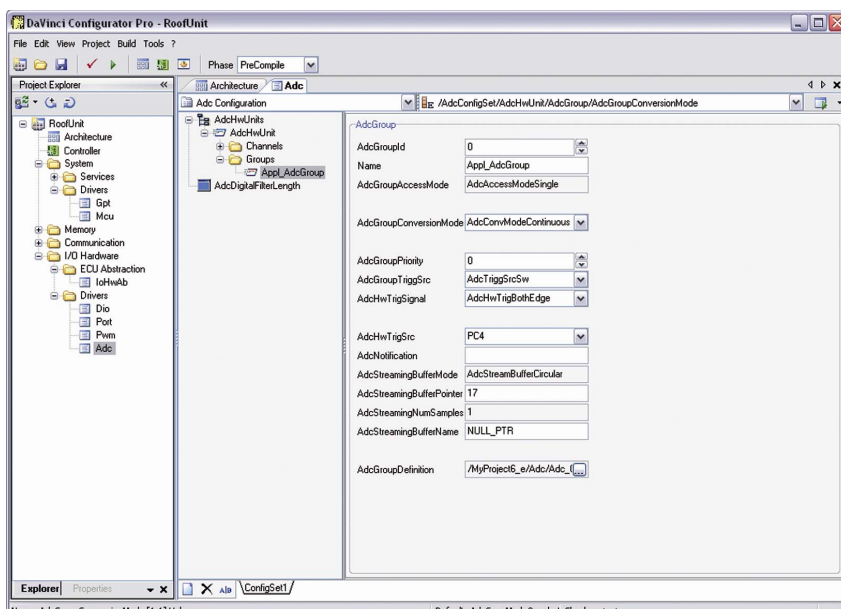 DaVinci Configurator Pro - RoofUnit
File Edit View Project Build Tools ?
Phase PreCompile
Project Explorer
Architecture Adc
Adc Configuration
/AdcConfigSet/AdcHwUnit/AdcGroup/AdcGroupConversionMode
RoofUnit
Architecture
Controller
System
Services
Drivers
Gpt
Mcu
Memory
Communication
I/O Hardware
ECU Abstraction
IoHwAb
Drivers
Dio
Port
Pwm
Adc
AdcHwUnits
AdcHwUnit
Channels
Groups
Appl_AdcGroup
AdcDigitalFilterLength
AdcGroup
AdcGroupId 0
Name Appl_AdcGroup
AdcGroupAccessMode AdcAccessModeSingle
AdcGroupConversionMode AdcConvModeContinuous
AdcGroupPriority 0
AdcGroupTriggSrc AdcTriggSrcSw
AdcHwTrigSignal AdcHwTrigBothEdge
AdcHwTrigSrc PC4
AdcNotification
AdcStreamingBufferMode AdcStreamBufferCircular
AdcStreamingBufferPointer 17
AdcStreamingNumSamples 1
AdcStreamingBufferName NULL_PTR
AdcGroupDefinition /MyProject6_e/Adc/Adc_
Explorer Properties
A|B ConfigSet1